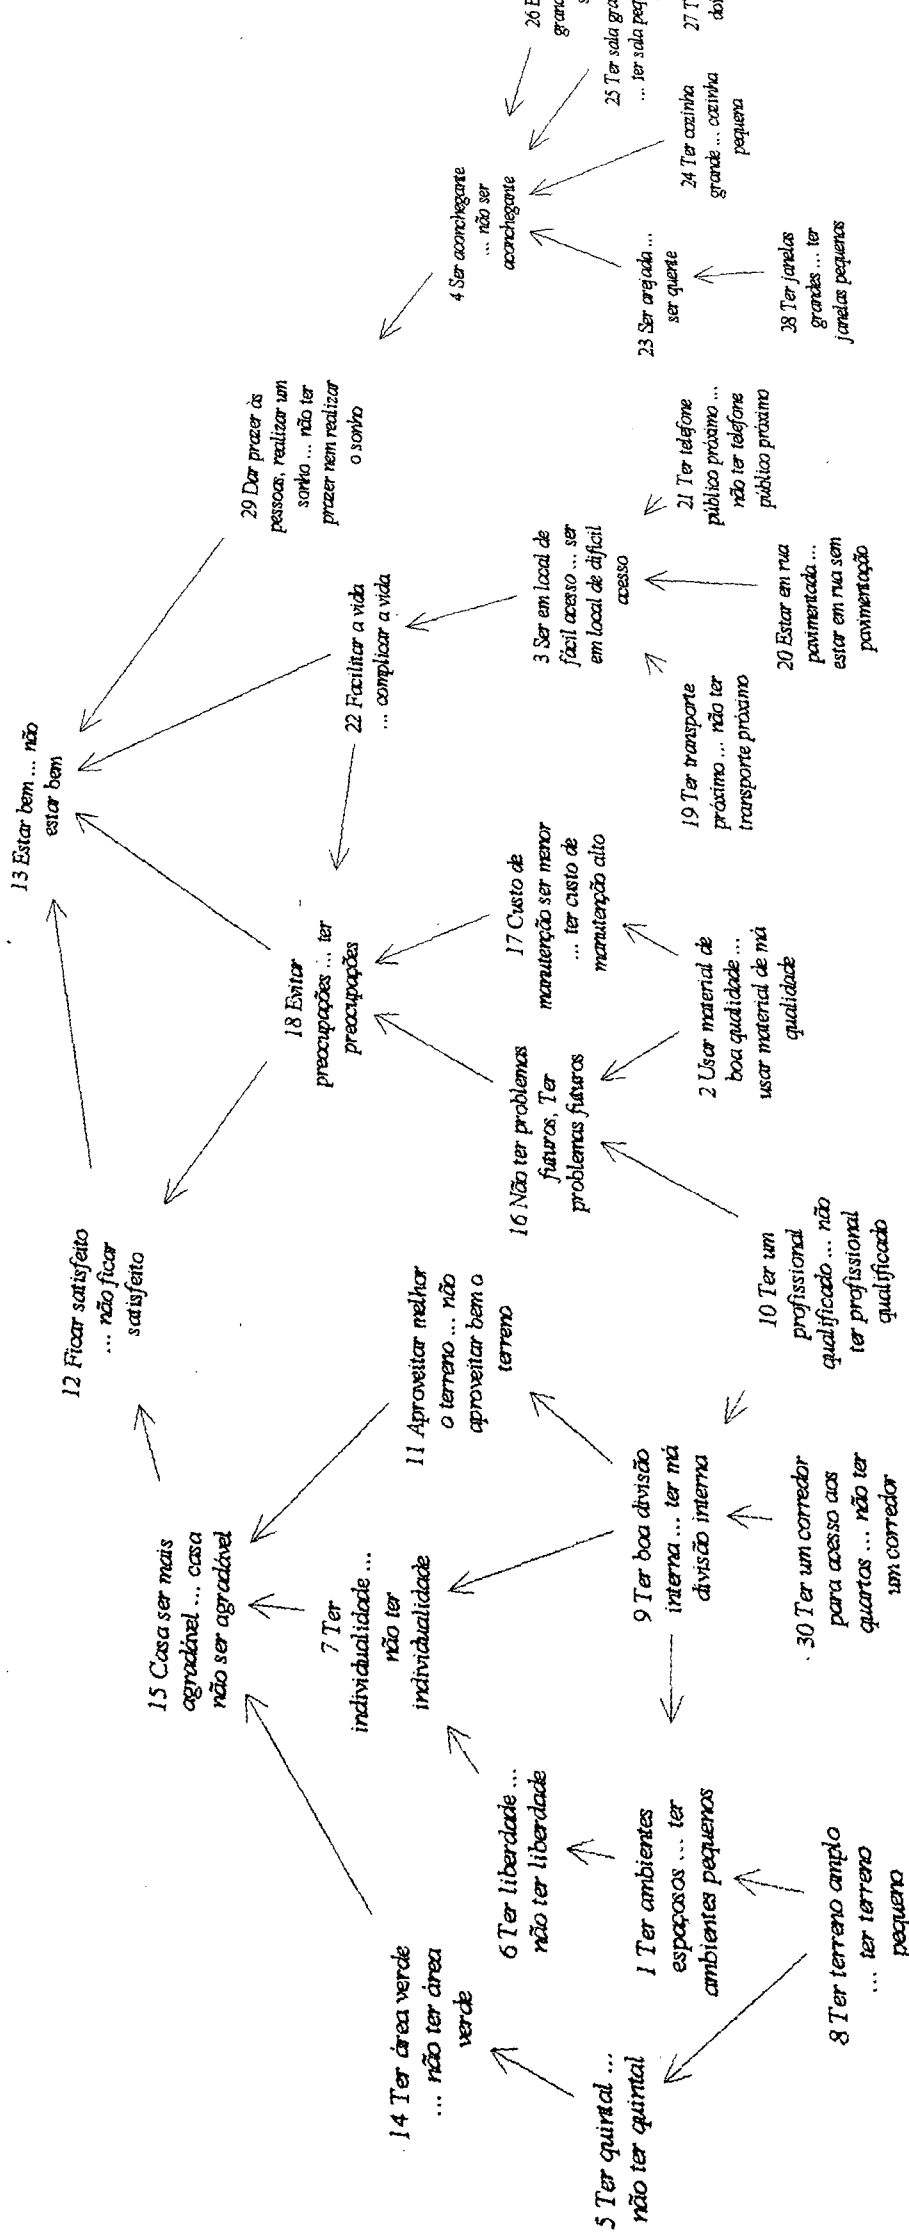 13 Estar bem ... não
estar bem
12 Ficar satisfeito
... não ficar
satisfeito
15 Casa ser mais
agradável ... casa
não ser agradável
29 Dar prazer às
pessoas, realizar um
sonho ... não ter
prazer nem realizar
o sonho
18 Evitar
preocupações ... ter
preocupações
22 Facilitar a vida
... complicar a vida
7 Ter
individualidade ...
não ter
individualidade
14 Ter área verde
... não ter área
verde
11 Aproveitar melhor
o terreno ... não
aproveitar bem o
terreno
4 Ser aconchegante
... não ser
aconchegante
6 Ter liberdade ...
não ter liberdade
16 Não ter problemas
futuros, Ter
problemas futuros
17 Custo de
manutenção ser menor
... ter custo de
manutenção alto
3 Ser em local de
fácil acesso ... ser
em local de difícil
acesso
26
25 Ter sala
... ter sala
5 Ter quintal ...
não ter quintal
1 Ter ambientes
espaçosos ... ter
ambientes pequenos
9 Ter boa divisão
interna ... ter má
divisão interna
2 Usar material de
boa qualidade ...
usar material de má
qualidade
19 Ter transporte
próximo ... não ter
transporte próximo
21 Ter telefone
público próximo ...
não ter telefone
público próximo
23 Ser arejada ...
ser quente
24 Ter cozinha
grande ... cozinha
pequena
27
8 Ter terreno amplo
... ter terreno
pequeno
30 Ter um corredor
para acesso aos
quartos ... não ter
um corredor
10 Ter um
profissional
qualificado ... não
ter profissional
qualificado
20 Estar em rua
pavimentada ...
estar em rua sem
pavimentação
28 Ter janelas
grandes ... ter
janelas pequenas